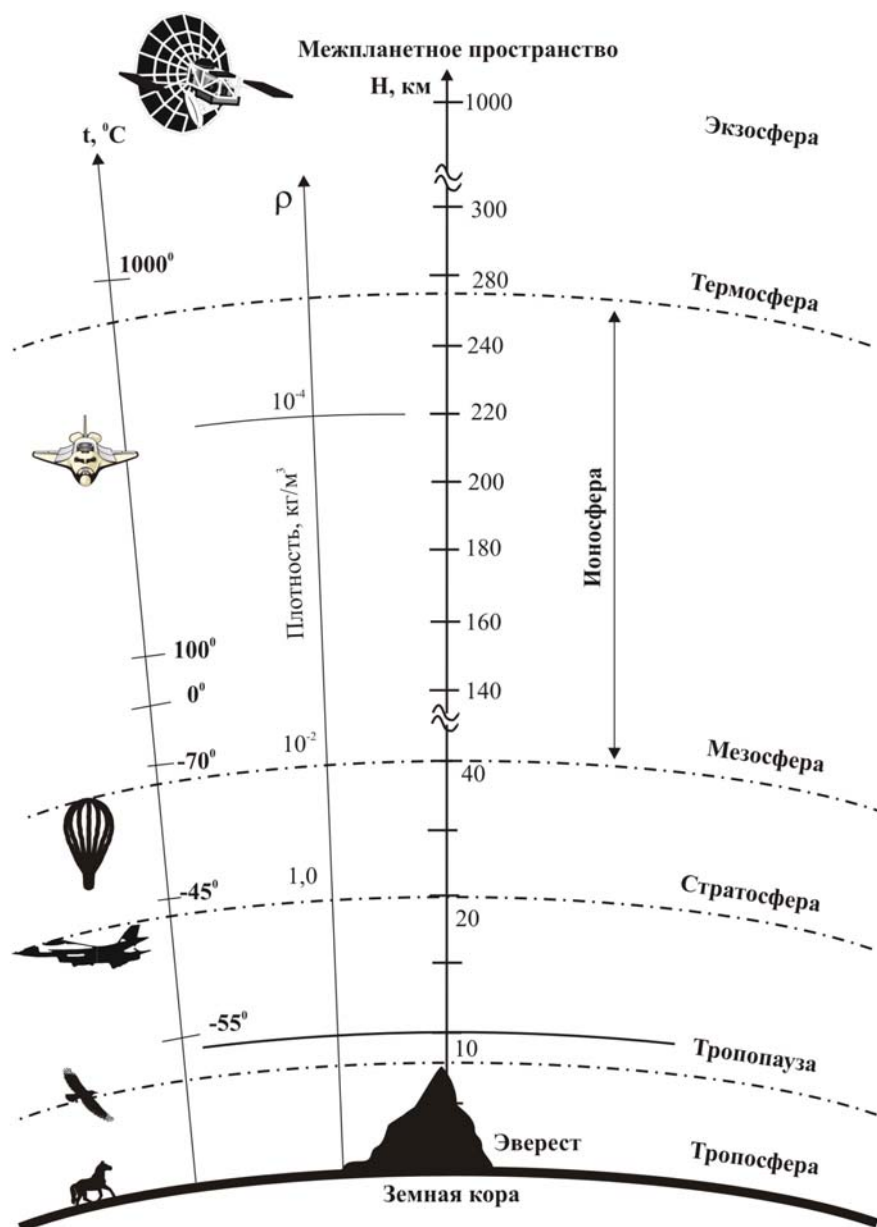 Межпланетное пространство
Н, км
1000
Экзосфера
t, ⁰C
ρ
300
1000⁰
280
Термосфера
240
10⁻⁴
220
Плотность, кг/м³
200
Ионосфера
180
160
100⁰
140
0⁰
10⁻²
-70⁰
40
Мезосфера
1,0
-45⁰
20
Стратосфера
-55⁰
10
Тропопауза
Эверест
Тропосфера
Земная кора